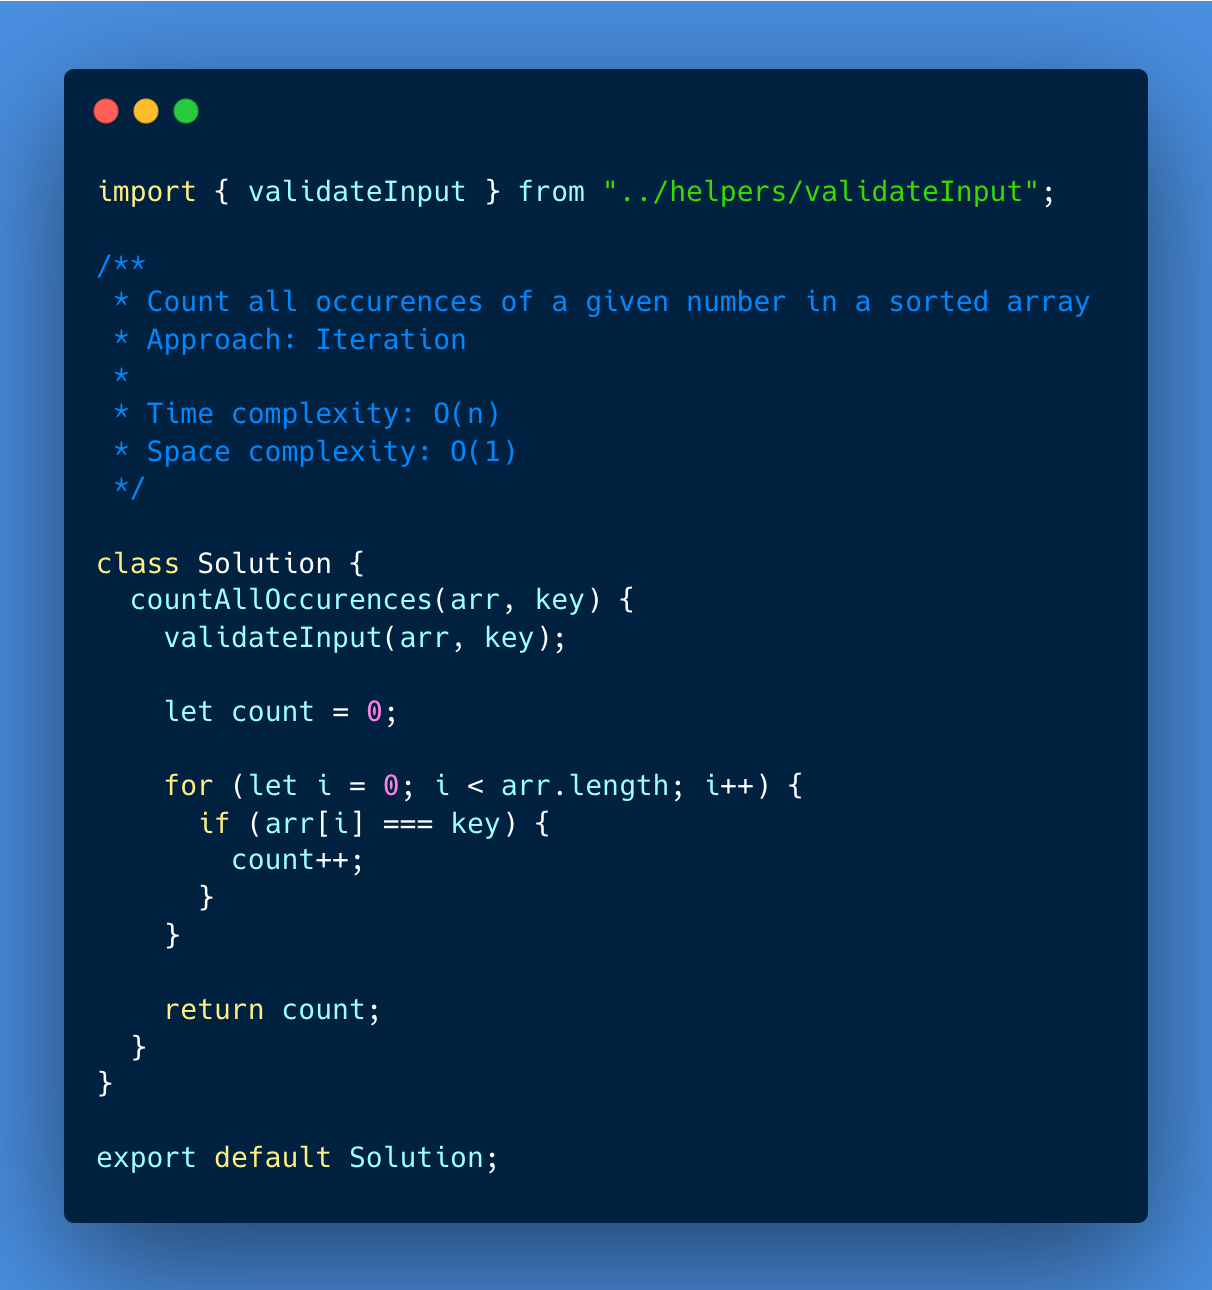 import { validateInput } from "../helpers/validateInput";
/**
 * Count all occurences of a given number in a sorted array
 * Approach: Iteration
 *
 * Time complexity: O(n)
 * Space complexity: O(1)
 */
class Solution {
  countAllOccurences(arr, key) {
    validateInput(arr, key);
    let count = 0;
    for (let i = 0; i < arr.length; i++) {
      if (arr[i] === key) {
        count++;
      }
    }
    return count;
  }
}
export default Solution;